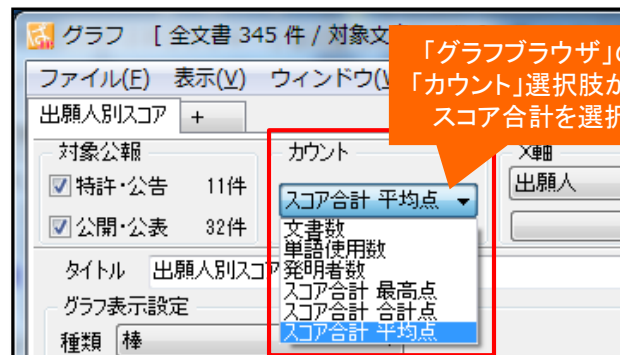 グラフ [ 全文書 345 件 / 対象文
「グラフブラウザ」の
「カウント」選択肢か
スコア合計を選択
ファイル(F) 表示(V) ウィンドウ(
出願人別スコア +
対象公報
特許・公告 11件
公開・公表 32件
カウント
スコア合計 平均点
文書数
単語使用数
発明者数
スコア合計 最高点
スコア合計 合計点
スコア合計 平均点
X軸
出願人
タイトル 出願人別スコア
グラフ表示設定
種類 棒